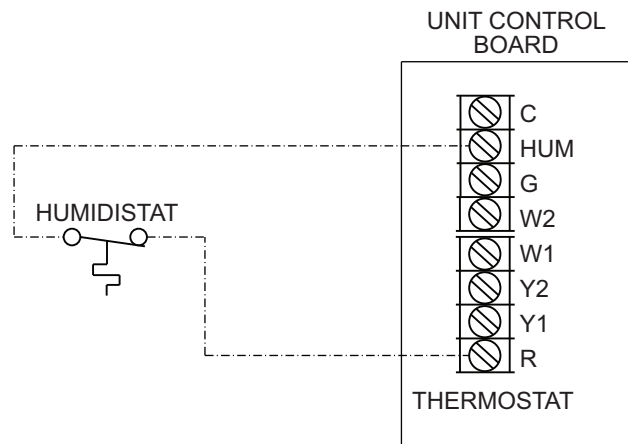 UNIT CONTROL
BOARD
C
HUM
G
HUMIDISTAT
W2
W1
Y2
Y1
R
THERMOSTAT